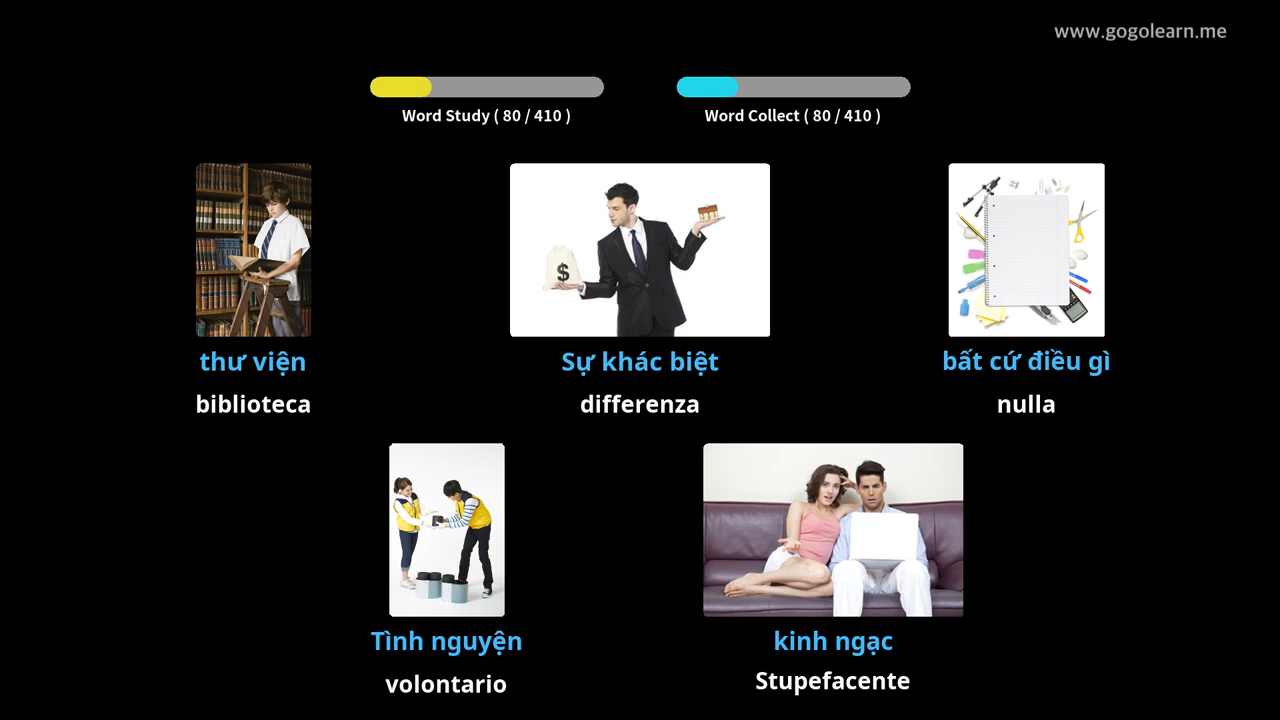 www.gogolearn.me
Word Study ( 80 / 410 )
Word Collect ( 80 / 410 )
$
thư viện
Sự khác biệt
bất cứ điều gì
biblioteca
differenza
nulla
Tình nguyện
kinh ngạc
volontario
Stupefacente